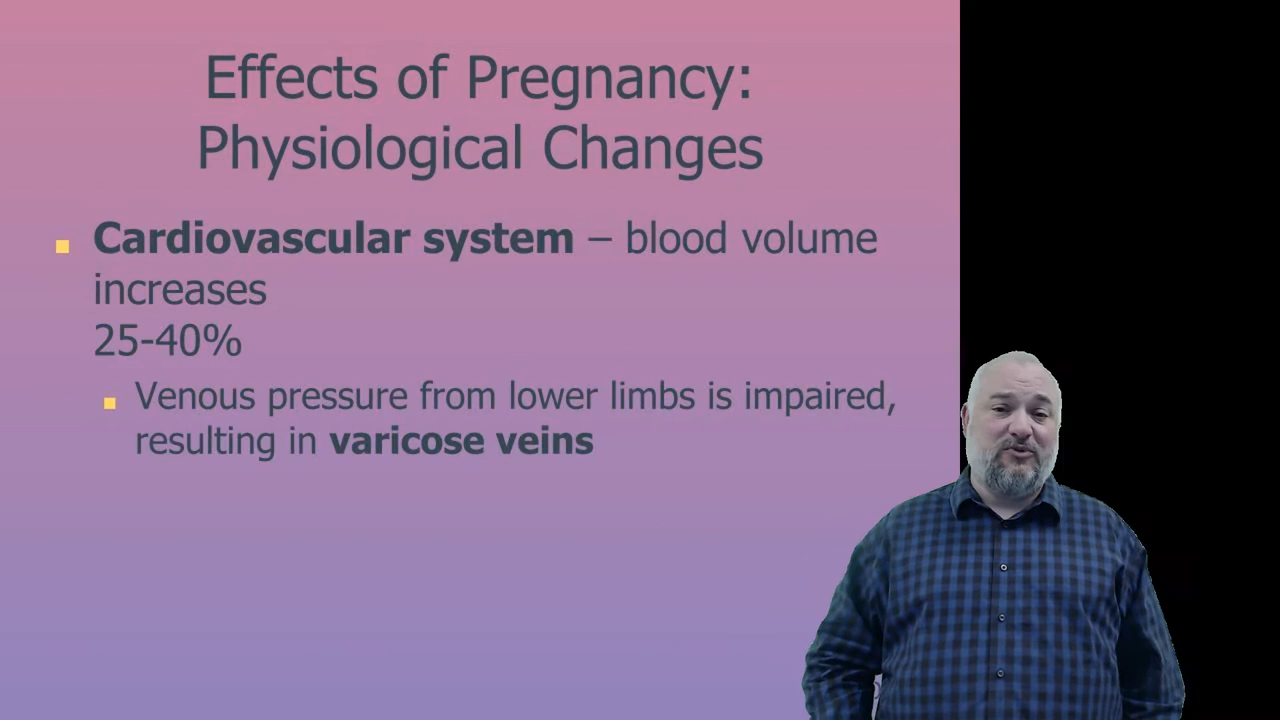 Effects of Pregnancy:
Physiological Changes
Cardiovascular system – blood volume
increases
25-40%
Venous pressure from lower limbs is impaired,
resulting in varicose veins